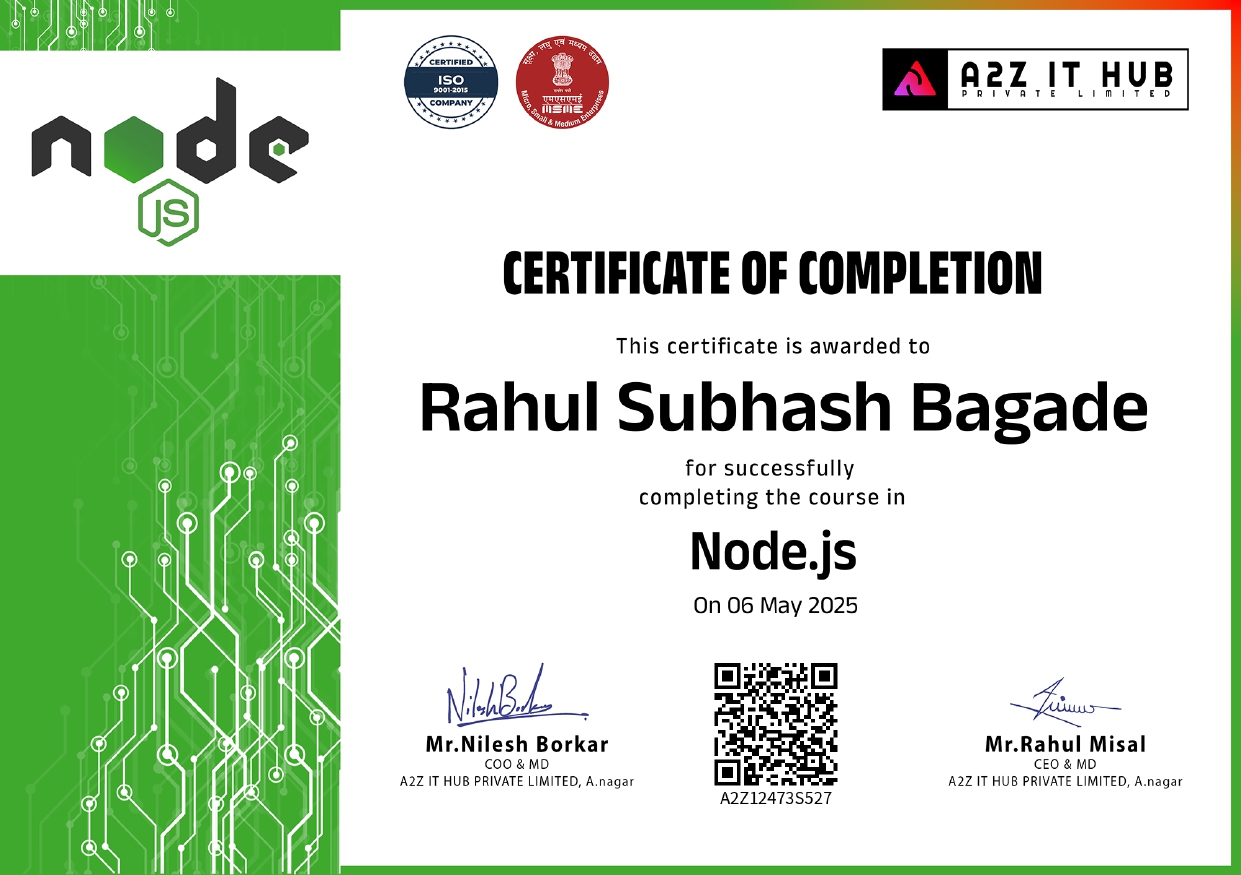 CERTIFIED
ISO
9001-2015
COMPANY
सूक्ष्म, लघु एवं मध्यम उद्यम
एमएसएमई
MSME
Micro, Small & Medium Enterprises
A2Z IT HUB
PRIVATE LIMITED
node
JS
CERTIFICATE OF COMPLETION
This certificate is awarded to
Rahul Subhash Bagade
for successfully
completing the course in
Node.js
On 06 May 2025
Nilesh Borkar
Mr.Nilesh Borkar
COO & MD
A2Z IT HUB PRIVATE LIMITED, A.nagar
A2Z12473S527
Mr.Rahul Misal
CEO & MD
A2Z IT HUB PRIVATE LIMITED, A.nagar